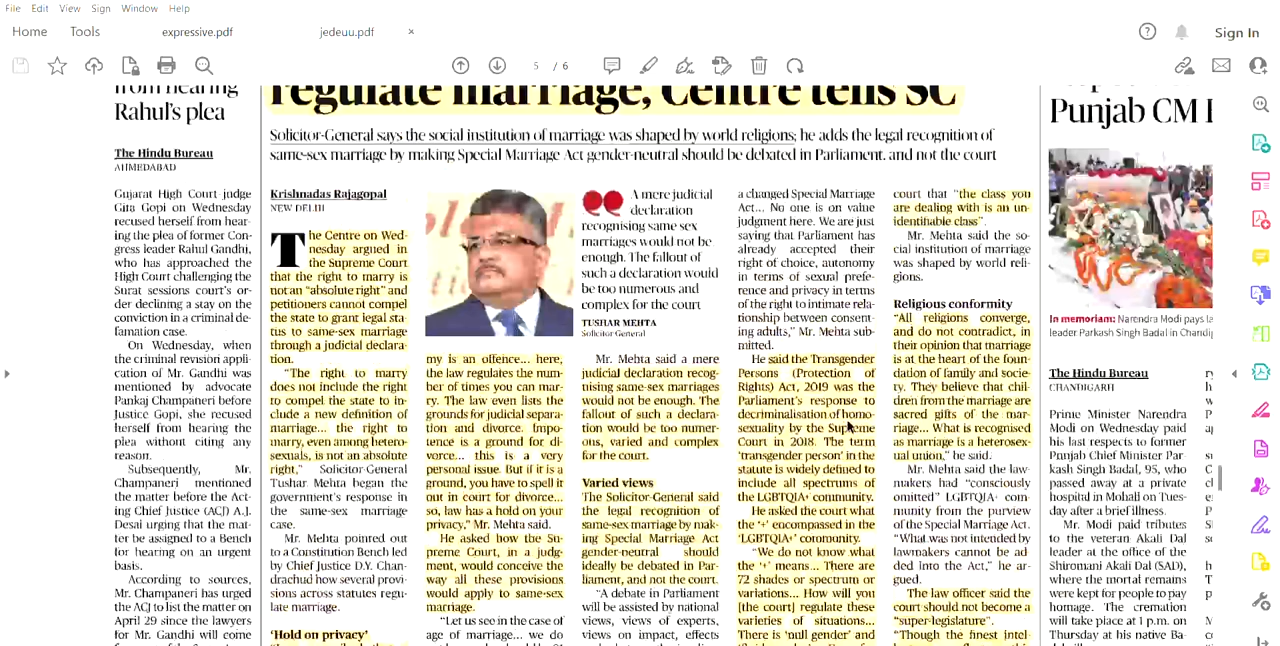 File Edit View Sign Window Help
Home Tools expressive.pdf jedeuu.pdf ×
Sign In
5 / 6
from hearing
Rahul's plea
The Hindu Bureau
AHMEDABAD
Gujarat High Court judge
Gita Gopi on Wednesday
recused herself from hear-
ing the plea of former Con-
gress leader Rahul Gandhi,
who has approached the
High Court challenging the
Surat sessions court's or-
der declining a stay on the
conviction in a criminal de-
famation case.
On Wednesday, when
the criminal revision appli-
cation of Mr. Gandhi was
mentioned by advocate
Pankaj Champaneri before
Justice Gopi, she recused
herself from hearing the
plea without citing any
reason.
Subsequently, Mr.
Champaneri mentioned
the matter before the Act-
ing Chief Justice (ACJ) A.J.
Desai urging that the mat-
ter be assigned to a Bench
for hearing on an urgent
basis.
According to sources,
Mr. Champaneri has urged
the ACJ to list the matter on
April 29 since the lawyers
for Mr. Gandhi will come
regulate marriage, Centre tells SC
Solicitor-General says the social institution of marriage was shaped by world religions; he adds the legal recognition of
same-sex marriage by making Special Marriage Act gender-neutral should be debated in Parliament, and not the court
Krishnadas Rajagopal
NEW DELHI
The Centre on Wed-
nesday argued in
the Supreme Court
that the right to marry is
not an “absolute right” and
petitioners cannot compel
the state to grant legal sta-
tus to same-sex marriage
through a judicial declara-
tion.
“The right to marry
does not include the right
to compel the state to in-
clude a new definition of
marriage... the right to
marry, even among hetero-
sexuals, is not an absolute
right,” Solicitor-General
Tushar Mehta began the
government's response in
the same-sex marriage
case.
Mr. Mehta pointed out
to a Constitution Bench led
by Chief Justice D.Y. Chan-
drachud how several provi-
sions across statutes regu-
late marriage.
‘Hold on privacy’
my is an offence... here,
the law regulates the num-
ber of times you can mar-
ry. The law even lists the
grounds for judicial separa-
tion and divorce. Impo-
tence is a ground for di-
vorce... this is a very
personal issue. But if it is a
ground, you have to spell it
out in court for divorce...
so, law has a hold on your
privacy,” Mr. Mehta said.
He asked how the Su-
preme Court, in a judg-
ment, would conceive the
way all these provisions
would apply to same-sex
marriage.
“Let us see in the case of
age of marriage... we do
A mere judicial
declaration
recognising same sex
marriages would not be
enough. The fallout of
such a declaration would
be too numerous and
complex for the court
TUSHAR MEHTA
Solicitor General
Mr. Mehta said a mere
judicial declaration recog-
nising same-sex marriages
would not be enough. The
fallout of such a declara-
tion would be too numer-
ous, varied and complex
for the court.
Varied views
The Solicitor-General said
the legal recognition of
same-sex marriage by mak-
ing Special Marriage Act
gender-neutral should
ideally be debated in Par-
liament, and not the court.
“A debate in Parliament
will be assisted by national
views, views of experts,
views on impact, effects
a changed Special Marriage
Act... No one is on value
judgment here. We are just
saying that Parliament has
already accepted their
right of choice, autonomy
in terms of sexual prefe-
rence and privacy in terms
of the right to intimate rela-
tionship between consent-
ing adults,” Mr. Mehta sub-
mitted.
He said the Transgender
Persons (Protection of
Rights) Act, 2019 was the
Parliament's response to
decriminalisation of homo-
sexuality by the Supreme
Court in 2018. The term
‘transgender person’ in the
statute is widely defined to
include all spectrums of
the LGBTQIA+ community.
He asked the court what
the ‘+’ encompassed in the
‘LGBTQIA+’ community.
“We do not know what
the ‘+’ means... There are
72 shades or spectrum or
variations... How will you
[the court] regulate these
varieties of situations...
There is ‘null gender’ and
court that “the class you
are dealing with is an un-
identifiable class”.
Mr. Mehta said the so-
cial institution of marriage
was shaped by world reli-
gions.
Religious conformity
“All religions converge,
and do not contradict, in
their opinion that marriage
is at the heart of the foun-
dation of family and socie-
ty. They believe that chil-
dren from the marriage are
sacred gifts of the mar-
riage... What is recognised
as marriage is a heterosex-
ual union,” he said.
Mr. Mehta said the law-
makers had “consciously
omitted” LGBTQIA+ com-
munity from the purview
of the Special Marriage Act.
“What was not intended by
lawmakers cannot be ad-
ded into the Act,” he ar-
gued.
The law officer said the
court should not become a
“super-legislature”.
“Though the finest intel-
Punjab CM
In memoriam: Narendra Modi pays
leader Parkash Singh Badal in
The Hindu Bureau
CHANDIGARH
Prime Minister Narendra
Modi on Wednesday paid
his last respects to former
Punjab Chief Minister Par-
kash Singh Badal, 95, who
passed away at a private
hospital in Mohali on Tues-
day after a brief illness.
Mr. Modi paid tributes
to the veteran Akali Dal
leader at the office of the
Shiromani Akali Dal (SAD),
where the mortal remains
were kept for people to pay
homage. The cremation
will take place at 1 p.m. on
Thursday at his native Ba-